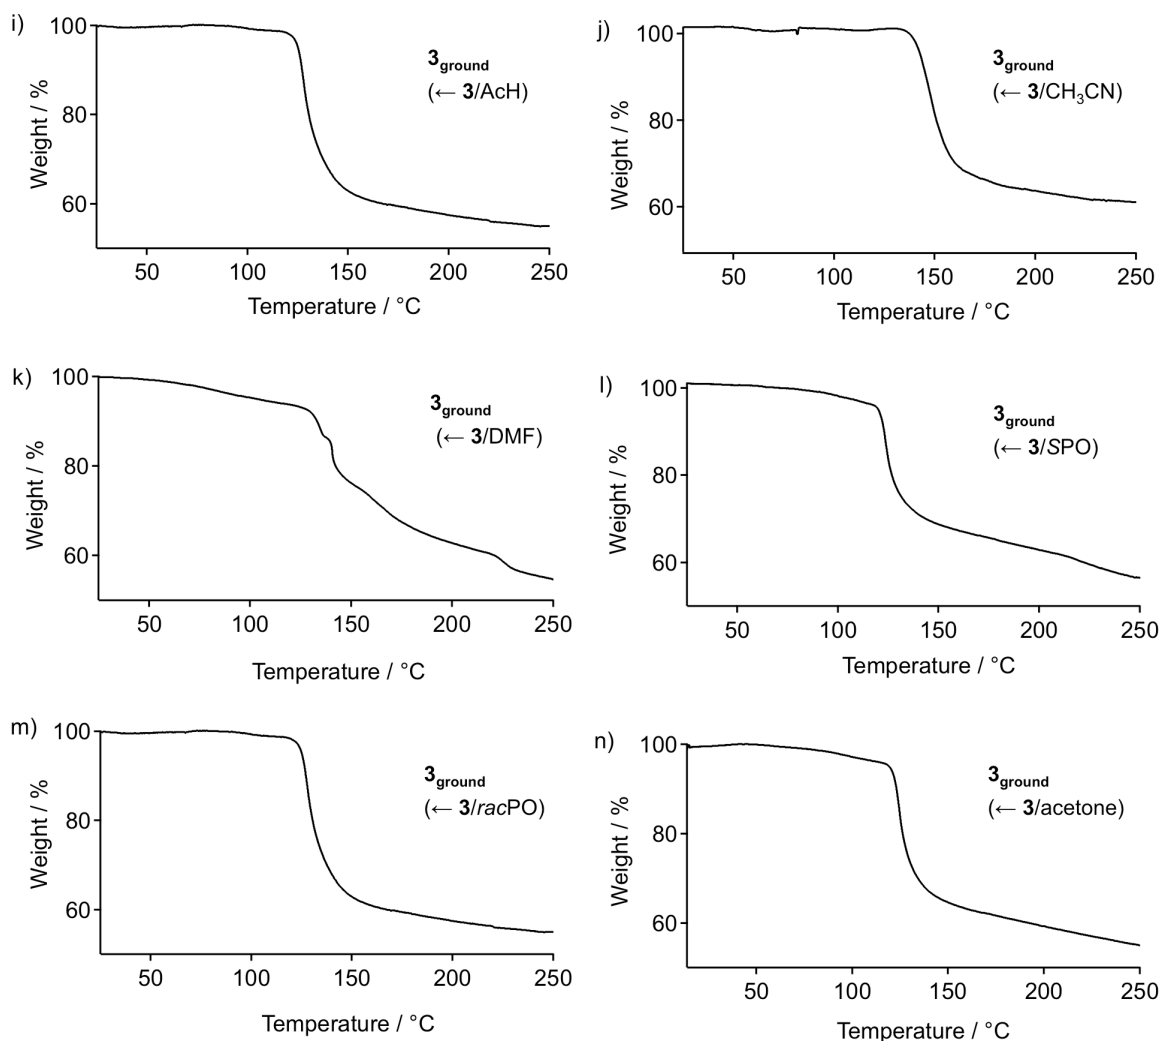 i)
100
80
60
Weight / %
3ground
(← 3/AcH)
50 100 150 200 250
Temperature / °C
j)
100
80
60
Weight / %
3ground
(← 3/CH3CN)
50 100 150 200 250
Temperature / °C
k)
100
80
60
Weight / %
3ground
(← 3/DMF)
50 100 150 200 250
Temperature / °C
l)
100
80
60
Weight / %
3ground
(← 3/SPO)
50 100 150 200 250
Temperature / °C
m)
100
80
60
Weight / %
3ground
(← 3/racPO)
50 100 150 200 250
Temperature / °C
n)
100
80
60
Weight / %
3ground
(← 3/acetone)
50 100 150 200 250
Temperature / °C